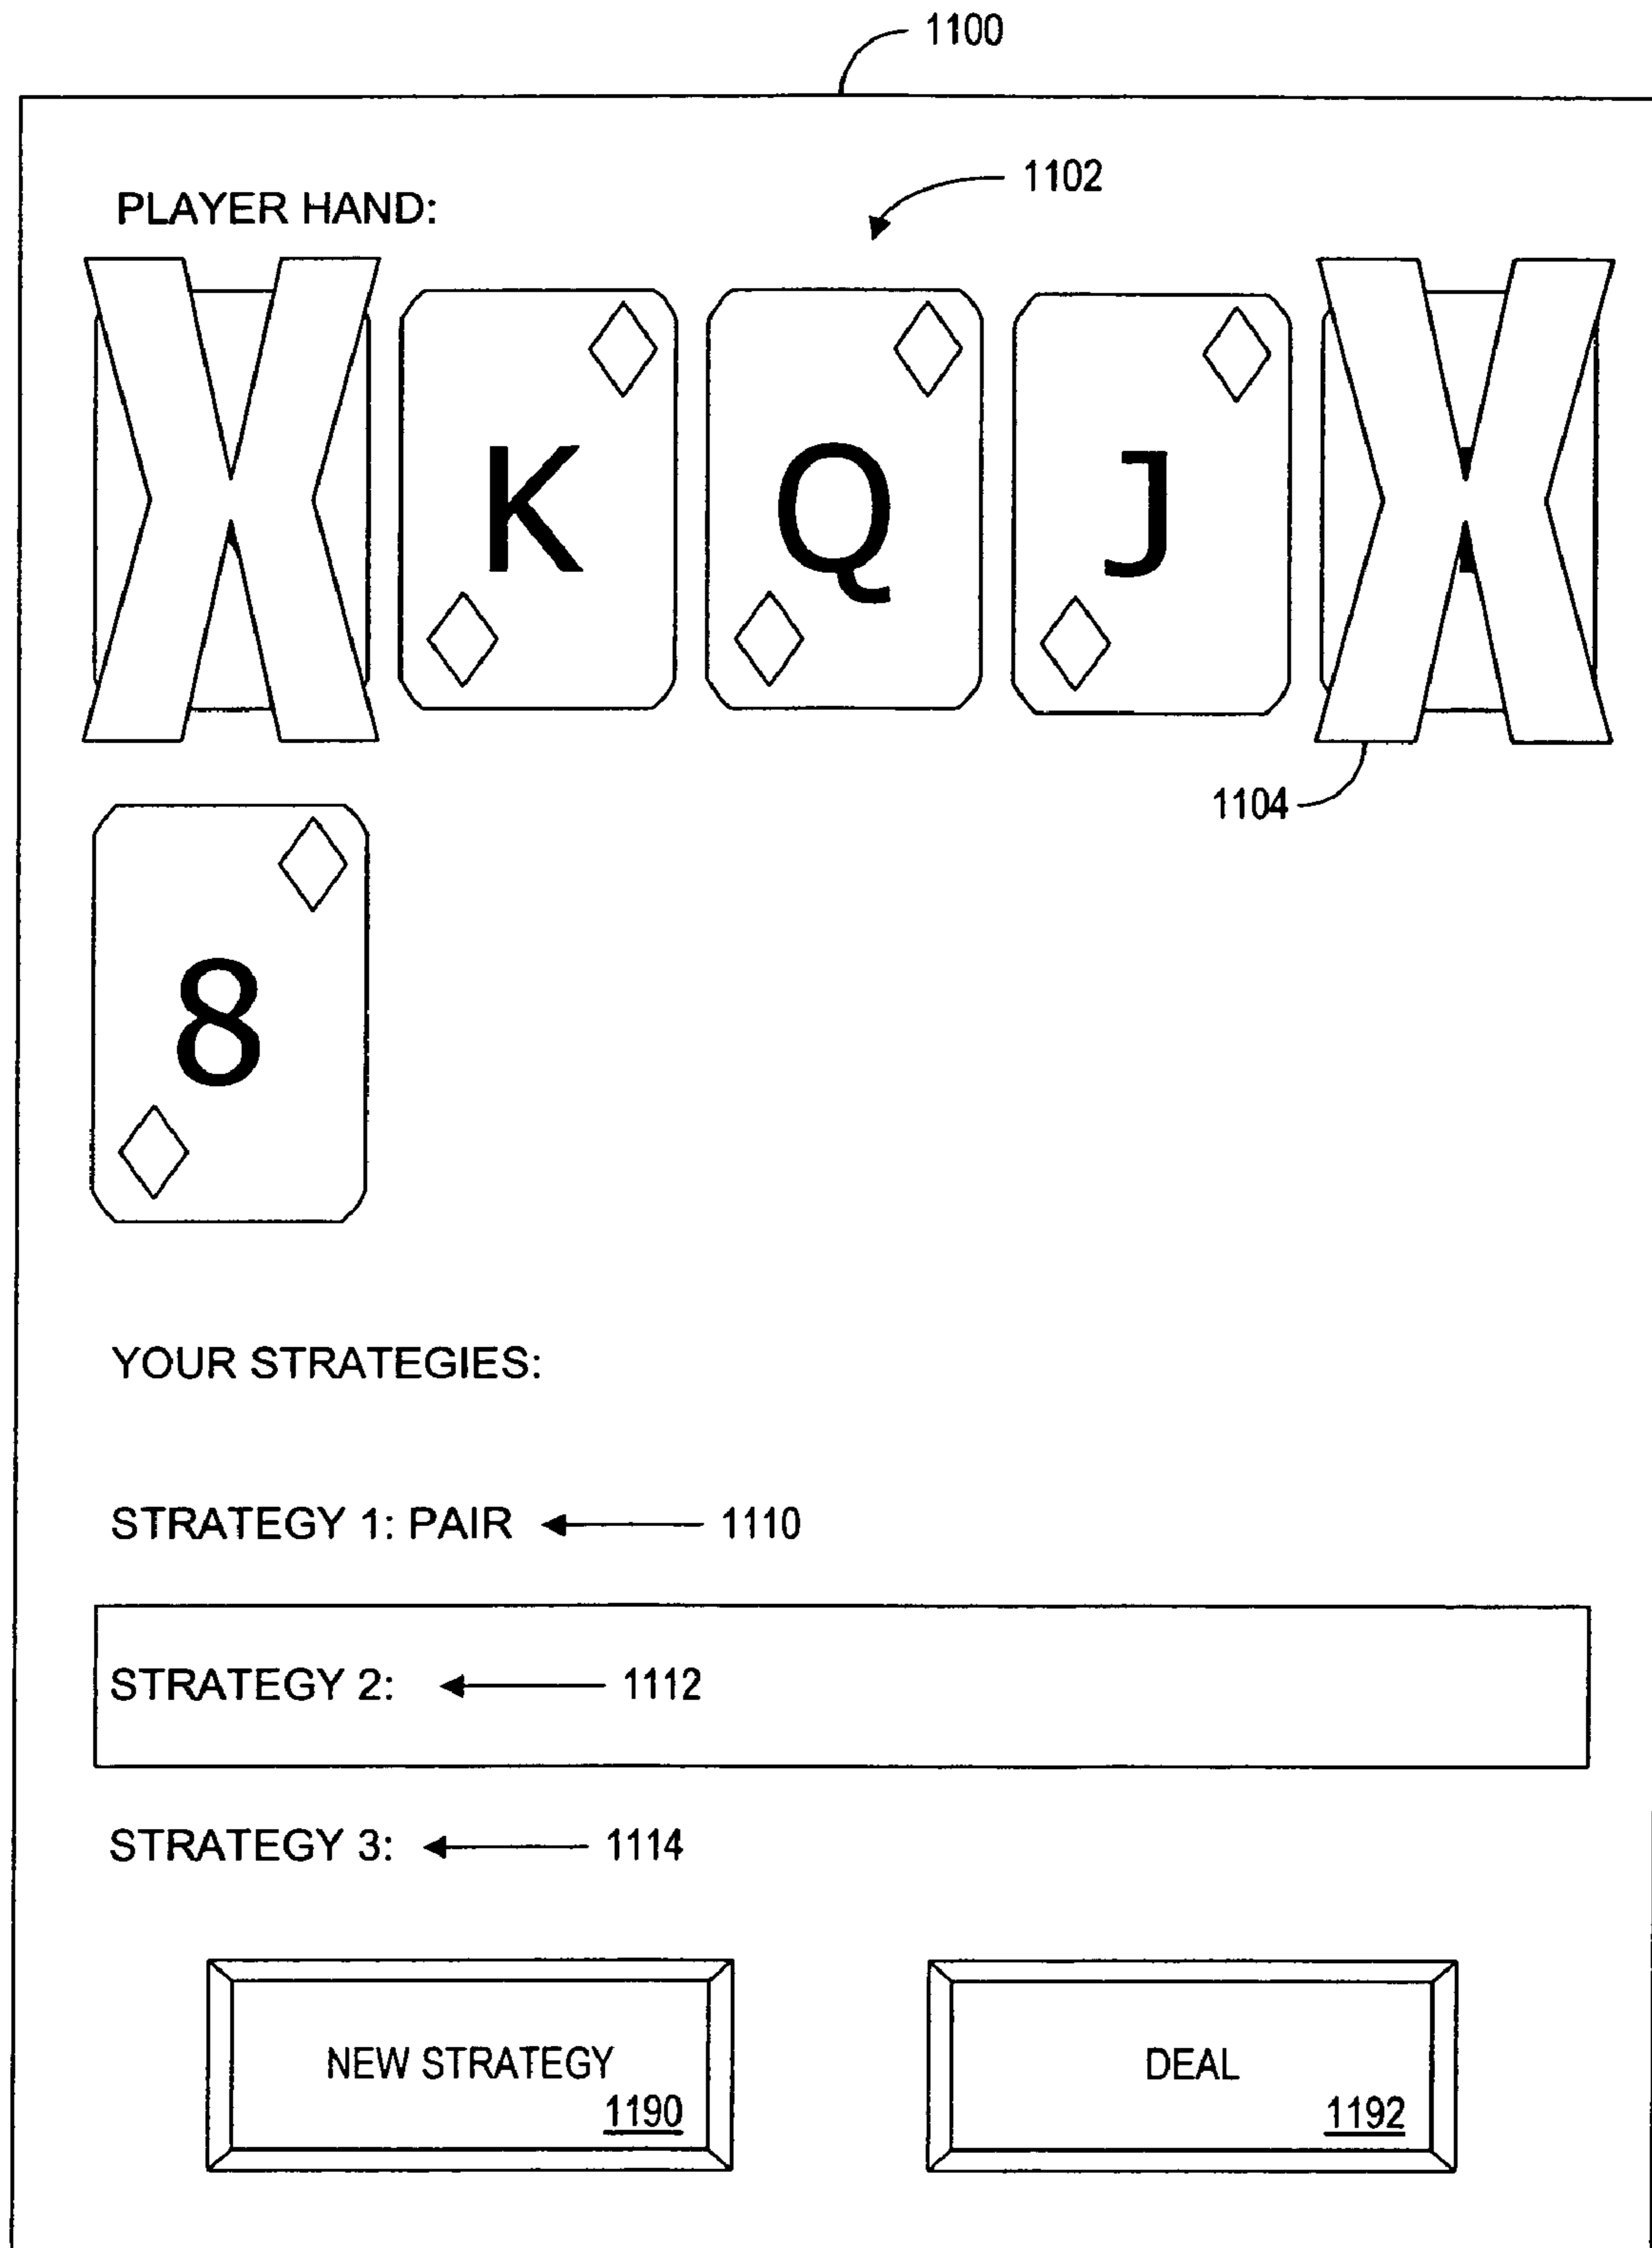 1100
1102
PLAYER HAND:
K Q J
1104
8
YOUR STRATEGIES:
STRATEGY 1: PAIR 1110
STRATEGY 2: 1112
STRATEGY 3: 1114
NEW STRATEGY
1190
DEAL
1192